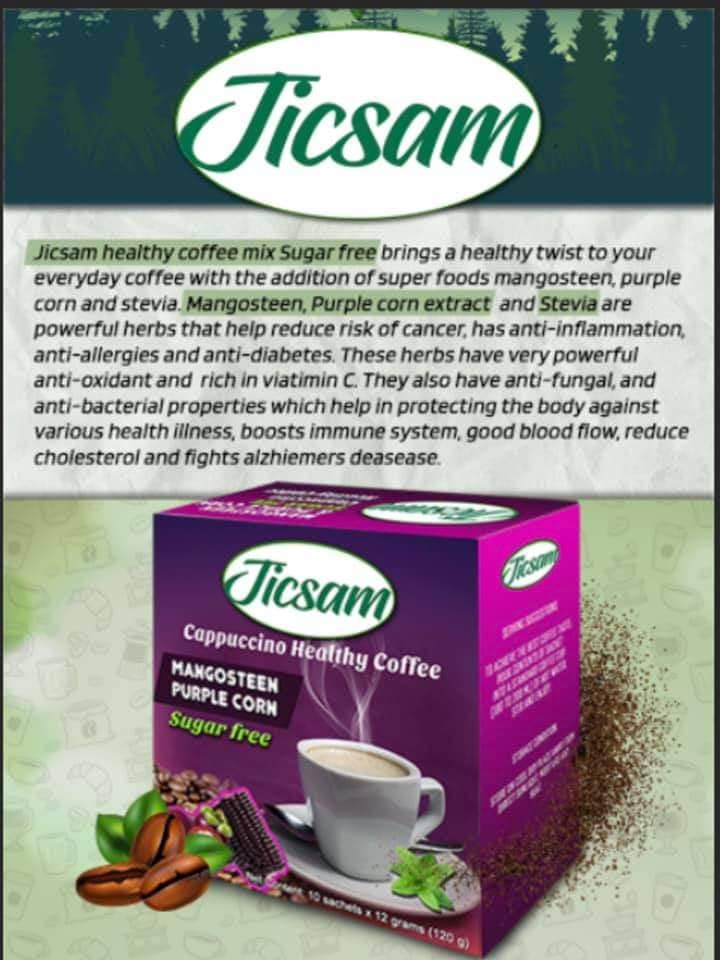 Jicsam
Jicsam healthy coffee mix Sugar free brings a healthy twist to your
everyday coffee with the addition of super foods mangosteen, purple
corn and stevia. Mangosteen, Purple corn extract and Stevia are
powerful herbs that help reduce risk of cancer, has anti-inflammation,
anti-allergies and anti-diabetes. These herbs have very powerful
anti-oxidant and rich in viatimin C. They also have anti-fungal, and
anti-bacterial properties which help in protecting the body against
various health illness, boosts immune system, good blood flow, reduce
cholesterol and fights alzhiemers deasease.
Jicsam
Jicsam
Cappuccino Healthy Coffee
MANGOSTEEN
PURPLE CORN
Sugar free
10 sachets x 12 grams (120 g)
Jicsam
SERVING SUGGESTIONS
STORAGE CONDITION